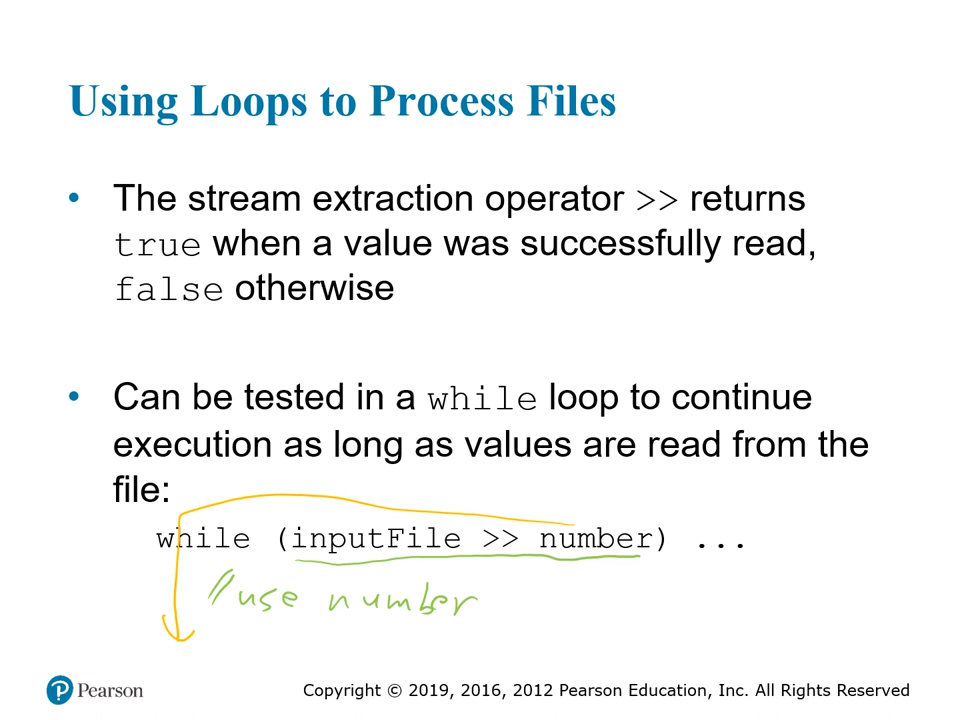 Using Loops to Process Files
• The stream extraction operator >> returns
true when a value was successfully read,
false otherwise
• Can be tested in a while loop to continue
execution as long as values are read from the
file:
while (inputFile >> number) ...
//use number
Pearson
Copyright © 2019, 2016, 2012 Pearson Education, Inc. All Rights Reserved